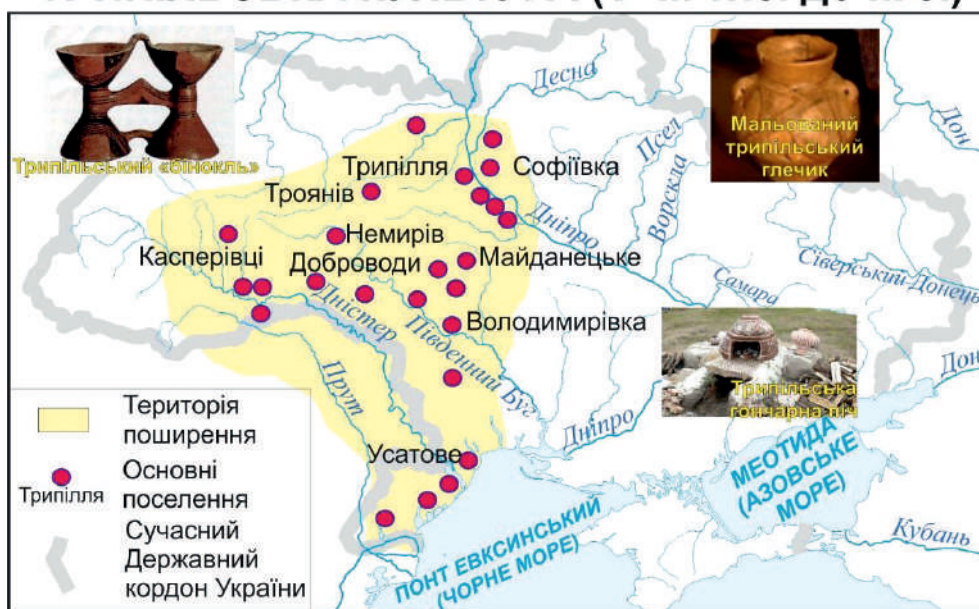 Трипільський «бінокль»
Мальований
трипільський
глечик
Десна
Псел
Ворскла
Дон
Трипілля
Софіївка
Троянів
Дніпро
Немирів
Касперівці
Доброводи
Майданецьке
Сіверський-Донець
Самара
Дністер
Володимирівка
Південний Буг
Прут
Трипільська
гончарна піч
Дон
Дніпро
Усатове
МЕОТИДА
(АЗОВСЬКЕ
МОРЕ)
ПОНТ ЕВКСИНСЬКИЙ
(ЧОРНЕ МОРЕ)
Кубань
Територія
поширення
Основні
поселення
Трипілля
Сучасний
Державний
кордон України